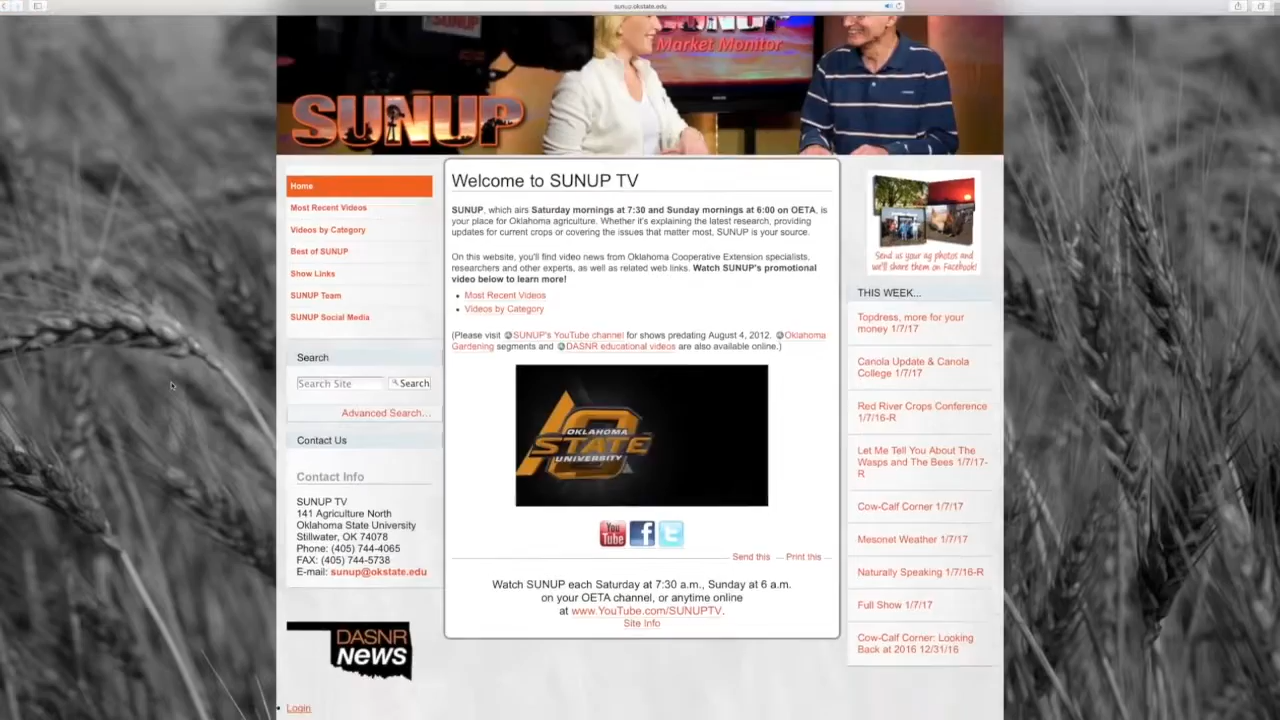 sunup.okstate.edu
Market Monitor
SUNUP
Home
Most Recent Videos
Videos by Category
Best of SUNUP
Show Links
SUNUP Team
SUNUP Social Media
Search
Search Site
Search
Advanced Search...
Contact Us
Contact Info
SUNUP TV
141 Agriculture North
Oklahoma State University
Stillwater, OK 74078
Phone: (405) 744-4065
FAX: (405) 744-5738
E-mail: sunup@okstate.edu
DASNR
NEWS
Login
Welcome to SUNUP TV
SUNUP, which airs Saturday mornings at 7:30 and Sunday mornings at 6:00 on OETA, is
your place for Oklahoma agriculture. Whether it's explaining the latest research, providing
updates for current crops or covering the issues that matter most, SUNUP is your source.
On this website, you'll find video news from Oklahoma Cooperative Extension specialists,
researchers and other experts, as well as related web links. Watch SUNUP's promotional
video below to learn more!
Most Recent Videos
Videos by Category
(Please visit SUNUP's YouTube channel for shows predating August 4, 2012. Oklahoma
Gardening segments and DASNR educational videos are also available online.)
OKLAHOMA
STATE
UNIVERSITY
You
Tube
Send this — Print this —
Watch SUNUP each Saturday at 7:30 a.m., Sunday at 6 a.m.
on your OETA channel, or anytime online
at www.YouTube.com/SUNUPTV.
Site Info
Send us your ag photos and
we'll share them on Facebook!
THIS WEEK...
Topdress, more for your
money 1/7/17
Canola Update & Canola
College 1/7/17
Red River Crops Conference
1/7/16-R
Let Me Tell You About The
Wasps and The Bees 1/7/17-
R
Cow-Calf Corner 1/7/17
Mesonet Weather 1/7/17
Naturally Speaking 1/7/16-R
Full Show 1/7/17
Cow-Calf Corner: Looking
Back at 2016 12/31/16